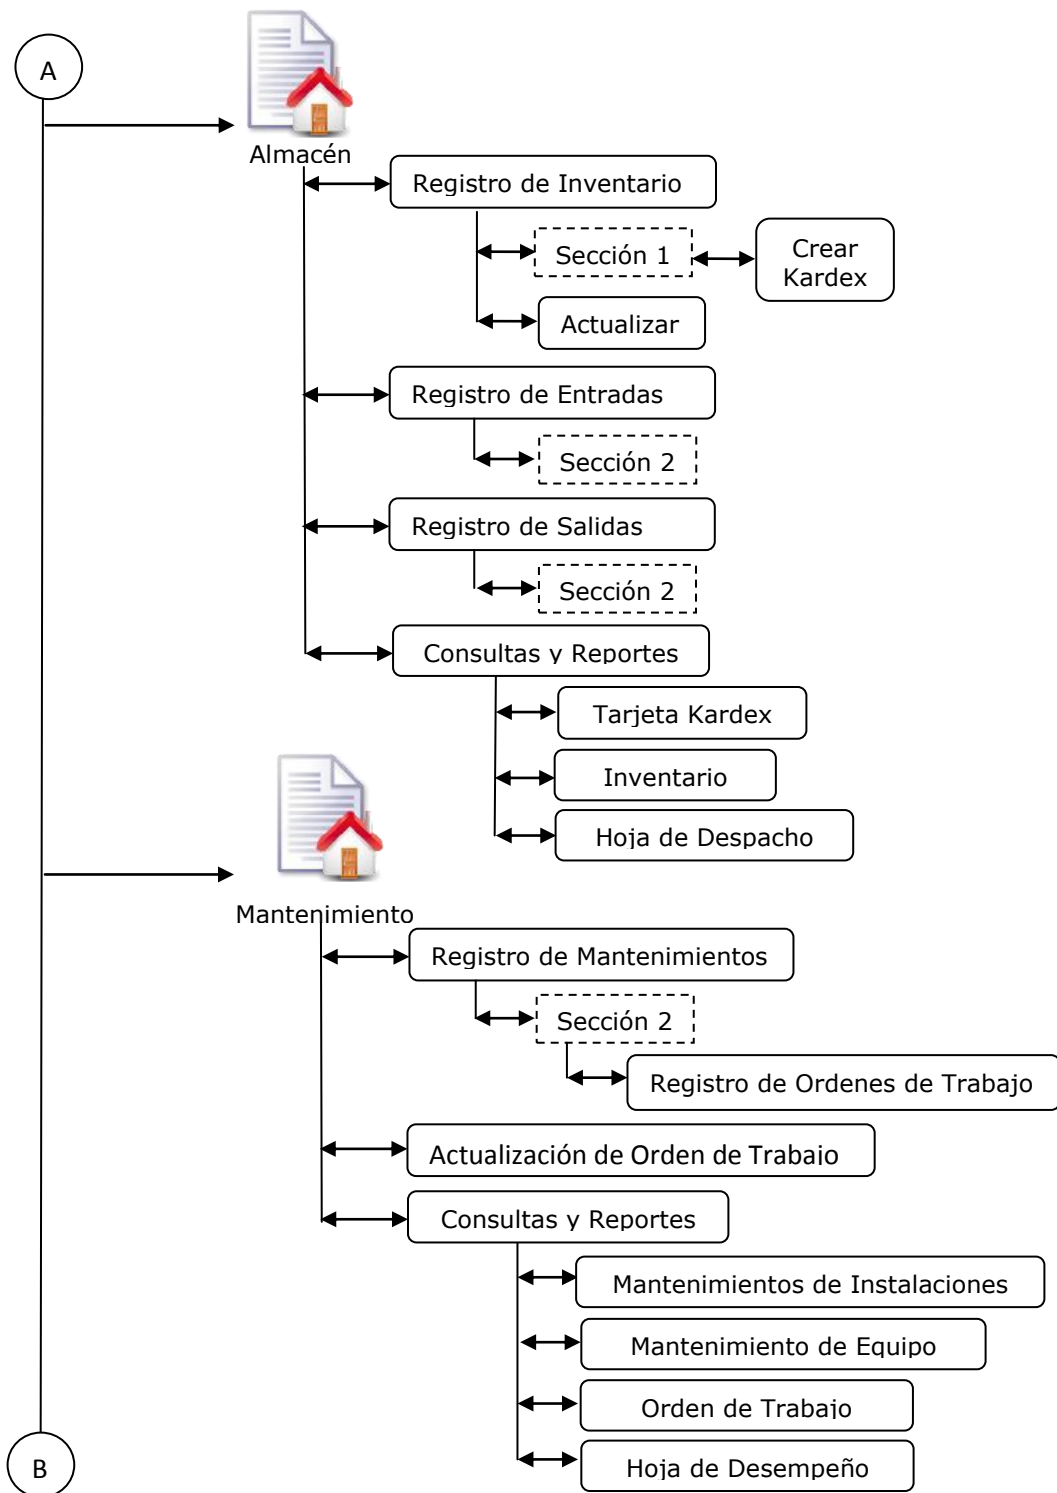 A
Almacén
Registro de Inventario
Sección 1
Crear
Kardex
Actualizar
Registro de Entradas
Sección 2
Registro de Salidas
Sección 2
Consultas y Reportes
Tarjeta Kardex
Inventario
Hoja de Despacho
Mantenimiento
Registro de Mantenimientos
Sección 2
Registro de Ordenes de Trabajo
Actualización de Orden de Trabajo
Consultas y Reportes
Mantenimientos de Instalaciones
Mantenimiento de Equipo
Orden de Trabajo
Hoja de Desempeño
B